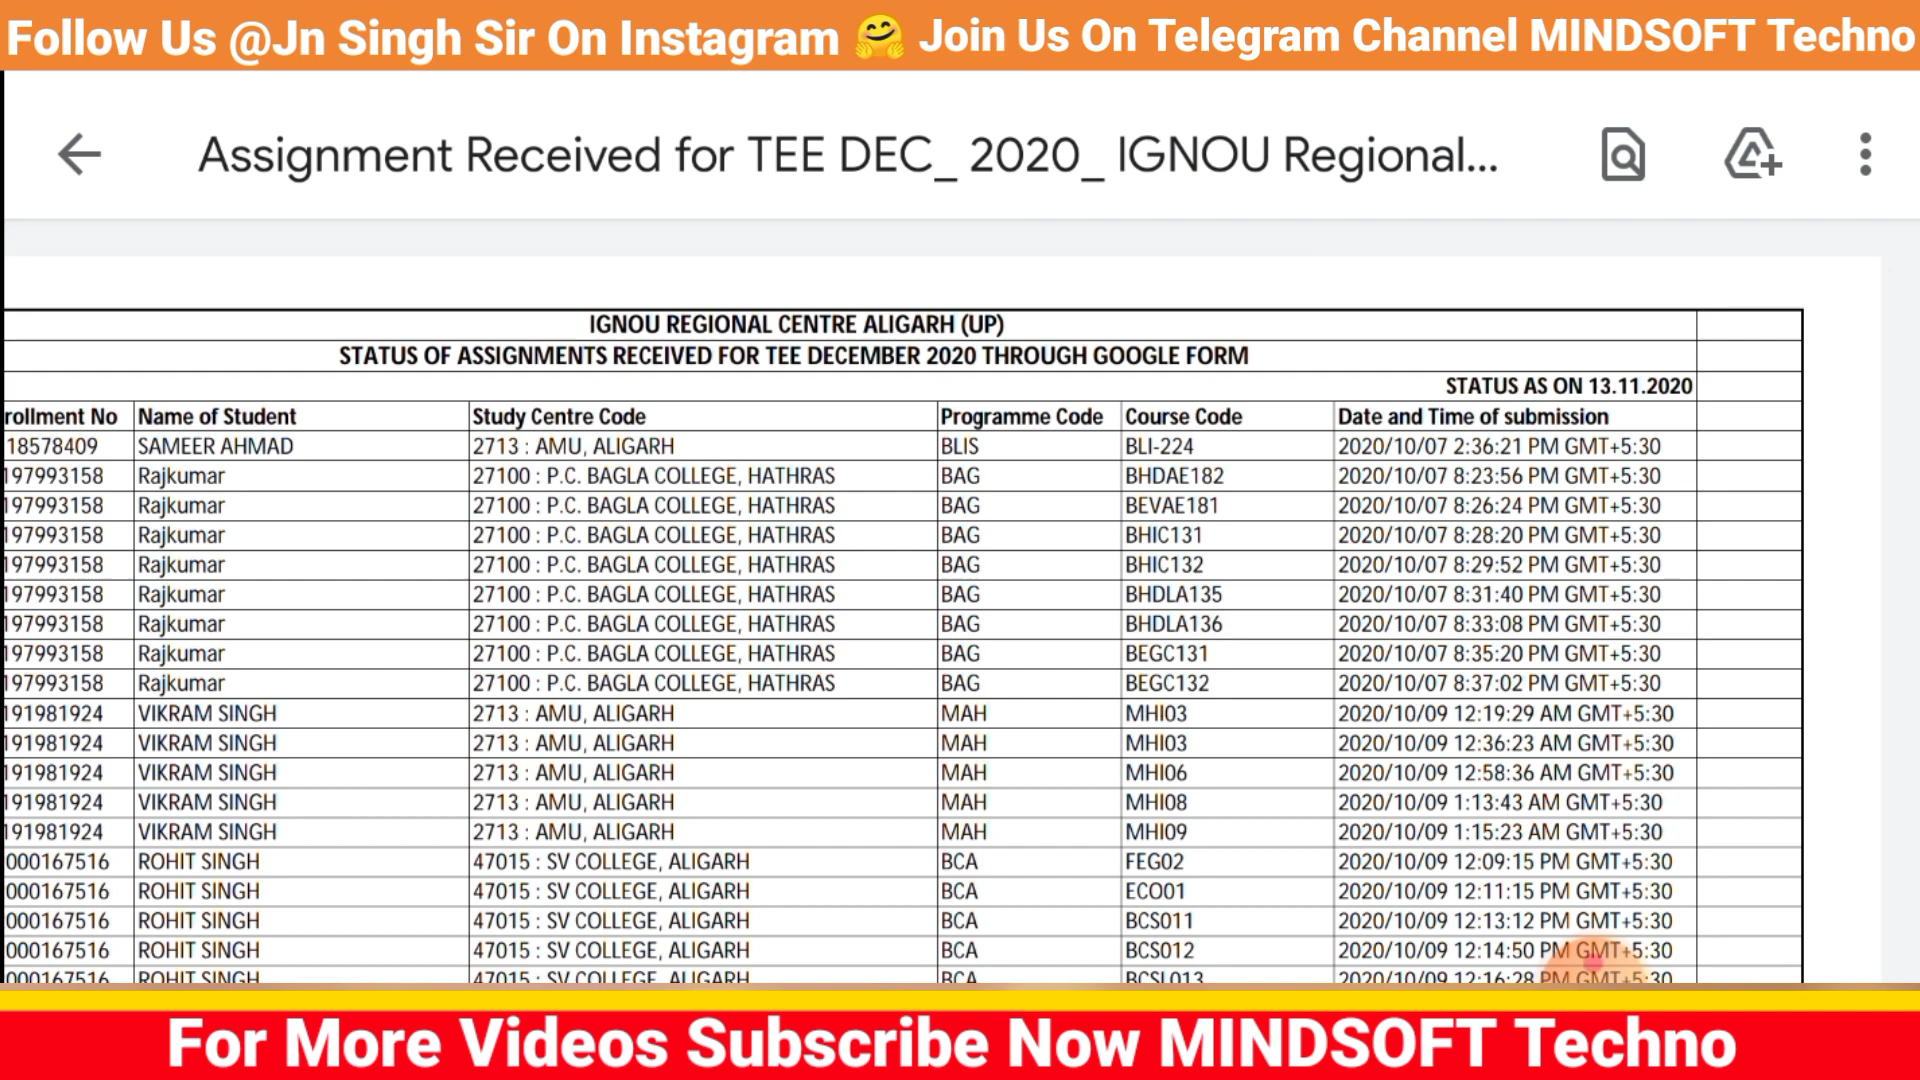 Follow Us @Jn Singh Sir On Instagram 🤗 Join Us On Telegram Channel MINDSOFT Techno
Assignment Received for TEE DEC_ 2020_ IGNOU Regional...
IGNOU REGIONAL CENTRE ALIGARH (UP)
STATUS OF ASSIGNMENTS RECEIVED FOR TEE DECEMBER 2020 THROUGH GOOGLE FORM
STATUS AS ON 13.11.2020
rollment No Name of Student Study Centre Code Programme Code Course Code Date and Time of submission
18578409 SAMEER AHMAD 2713 : AMU, ALIGARH BLIS BLI-224 2020/10/07 2:36:21 PM GMT+5:30
197993158 Rajkumar 27100 : P.C. BAGLA COLLEGE, HATHRAS BAG BHDAE182 2020/10/07 8:23:56 PM GMT+5:30
197993158 Rajkumar 27100 : P.C. BAGLA COLLEGE, HATHRAS BAG BEVAE181 2020/10/07 8:26:24 PM GMT+5:30
197993158 Rajkumar 27100 : P.C. BAGLA COLLEGE, HATHRAS BAG BHIC131 2020/10/07 8:28:20 PM GMT+5:30
197993158 Rajkumar 27100 : P.C. BAGLA COLLEGE, HATHRAS BAG BHIC132 2020/10/07 8:29:52 PM GMT+5:30
197993158 Rajkumar 27100 : P.C. BAGLA COLLEGE, HATHRAS BAG BHDLA135 2020/10/07 8:31:40 PM GMT+5:30
197993158 Rajkumar 27100 : P.C. BAGLA COLLEGE, HATHRAS BAG BHDLA136 2020/10/07 8:33:08 PM GMT+5:30
197993158 Rajkumar 27100 : P.C. BAGLA COLLEGE, HATHRAS BAG BEGC131 2020/10/07 8:35:20 PM GMT+5:30
197993158 Rajkumar 27100 : P.C. BAGLA COLLEGE, HATHRAS BAG BEGC132 2020/10/07 8:37:02 PM GMT+5:30
191981924 VIKRAM SINGH 2713 : AMU, ALIGARH MAH MHI03 2020/10/09 12:19:29 AM GMT+5:30
191981924 VIKRAM SINGH 2713 : AMU, ALIGARH MAH MHI03 2020/10/09 12:36:23 AM GMT+5:30
191981924 VIKRAM SINGH 2713 : AMU, ALIGARH MAH MHI06 2020/10/09 12:58:36 AM GMT+5:30
191981924 VIKRAM SINGH 2713 : AMU, ALIGARH MAH MHI08 2020/10/09 1:13:43 AM GMT+5:30
191981924 VIKRAM SINGH 2713 : AMU, ALIGARH MAH MHI09 2020/10/09 1:15:23 AM GMT+5:30
000167516 ROHIT SINGH 47015 : SV COLLEGE, ALIGARH BCA FEG02 2020/10/09 12:09:15 PM GMT+5:30
000167516 ROHIT SINGH 47015 : SV COLLEGE, ALIGARH BCA ECO01 2020/10/09 12:11:15 PM GMT+5:30
000167516 ROHIT SINGH 47015 : SV COLLEGE, ALIGARH BCA BCS011 2020/10/09 12:13:12 PM GMT+5:30
000167516 ROHIT SINGH 47015 : SV COLLEGE, ALIGARH BCA BCS012 2020/10/09 12:14:50 PM GMT+5:30
000167516 ROHIT SINGH 47015 : SV COLLEGE, ALIGARH BCA BCSL013 2020/10/09 12:16:28 PM GMT+5:30
For More Videos Subscribe Now MINDSOFT Techno